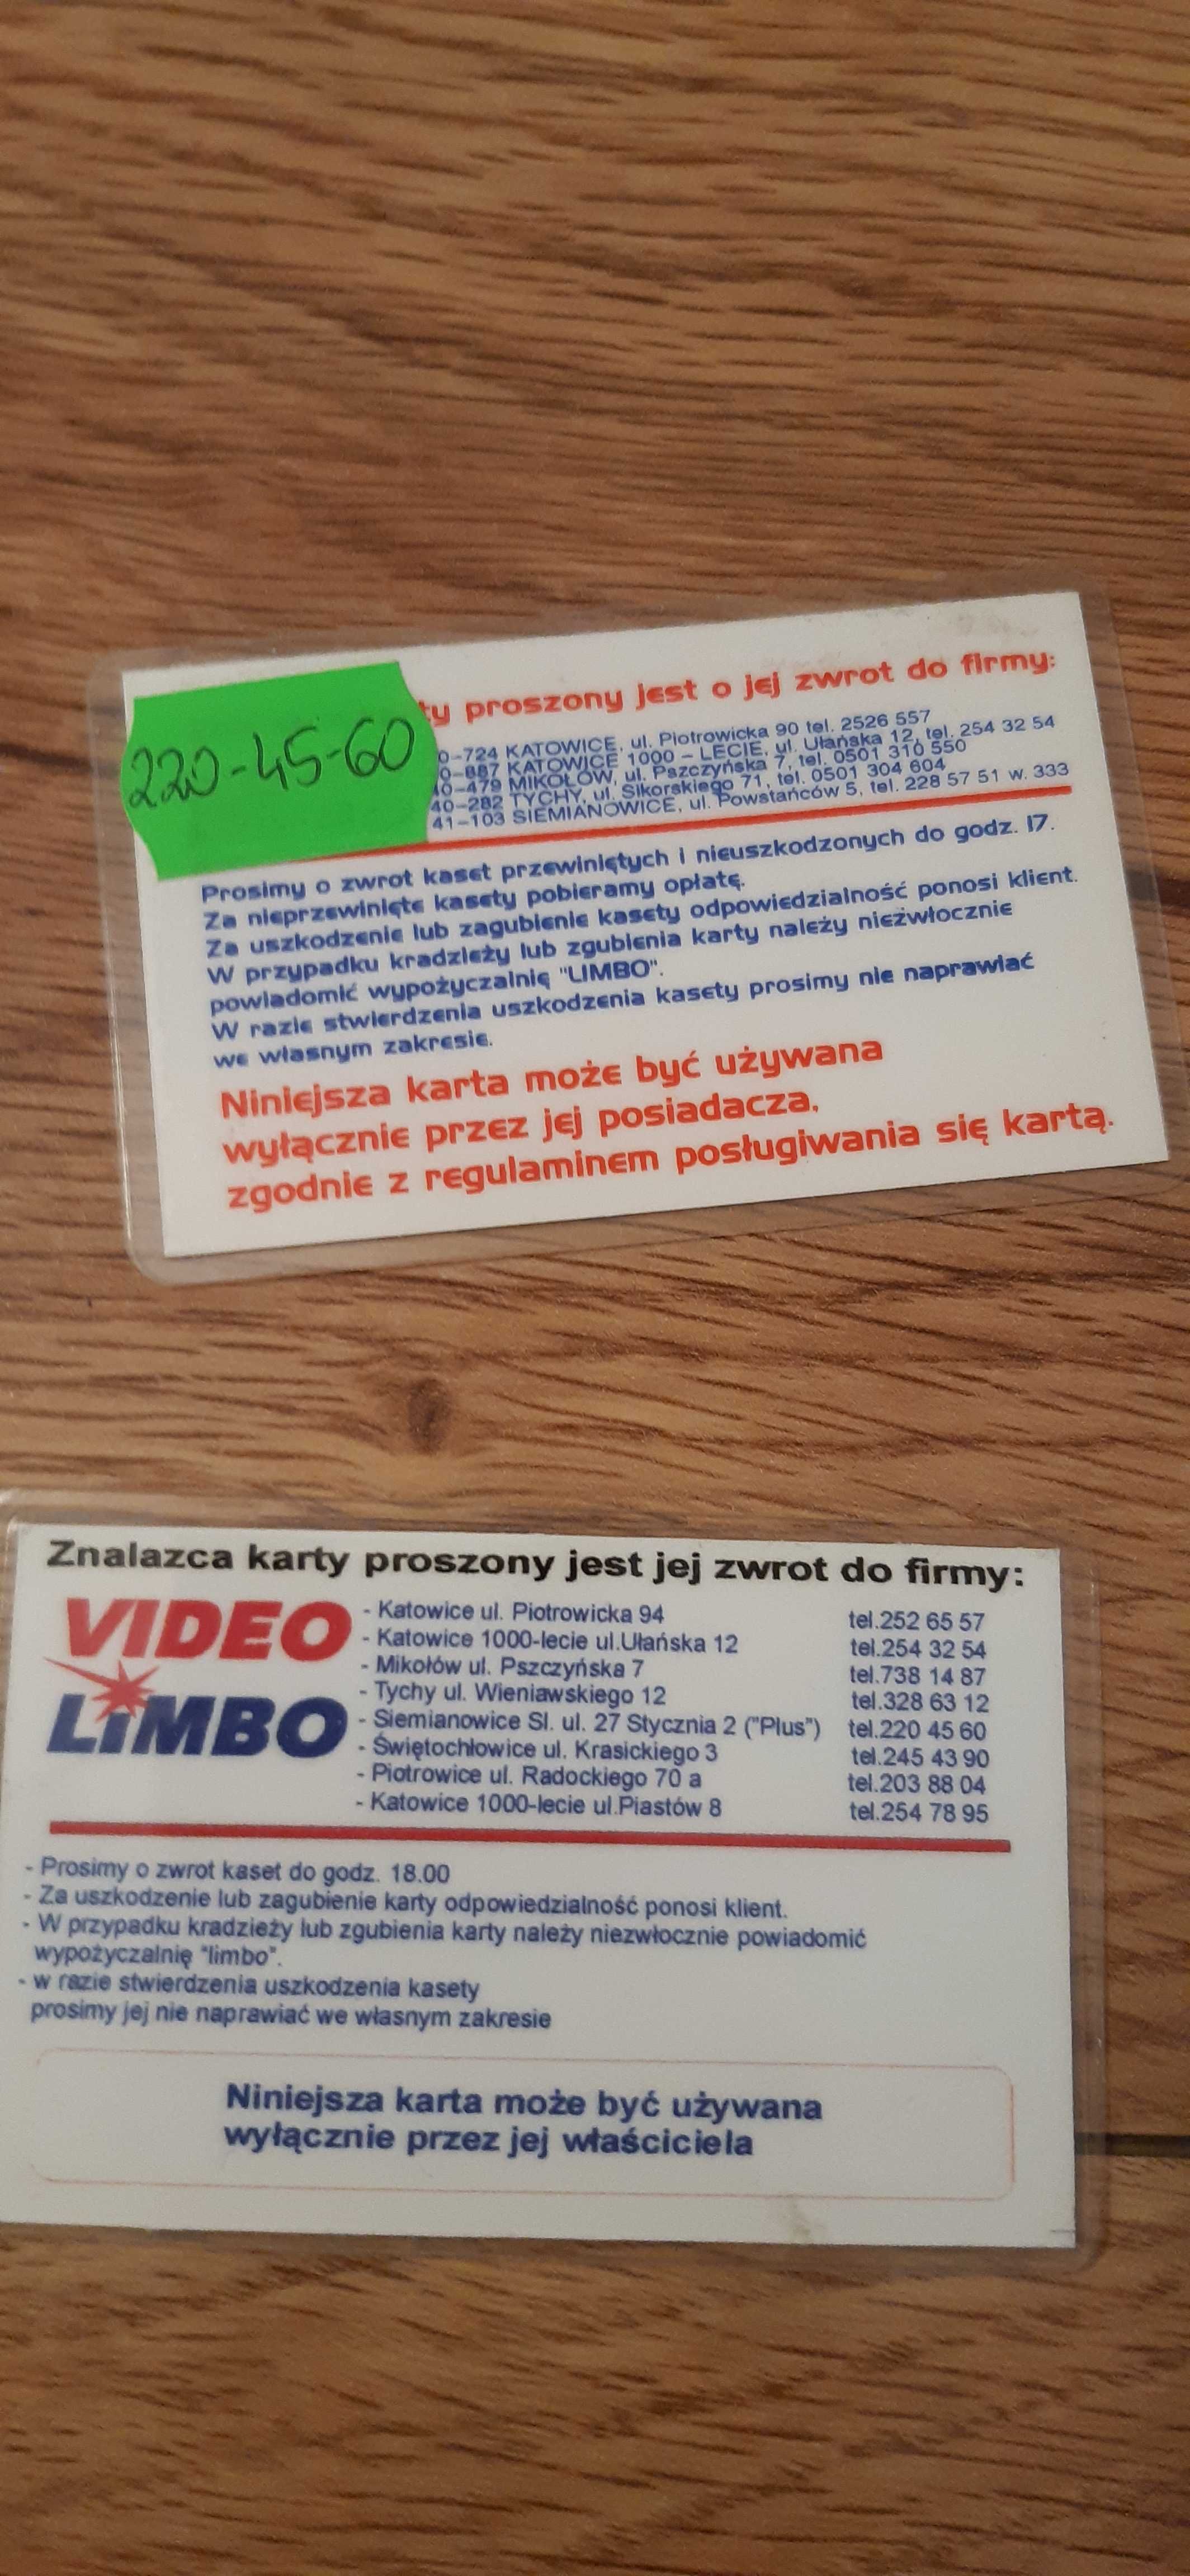 220-45-60
ty proszony jest o jej zwrot do firmy:
0-724 KATOWICE, ul. Piotrowicka 90 tel. 2526 557
0-887 KATOWICE 1000 – LECIE, ul. Ułańska 12, tel. 254 32 54
40-479 MIKOŁÓW, ul. Pszczyńska 7, tel. 0501 310 550
40-282 TYCHY, ul. Sikorskiego 71, tel. 0501 304 604
41-103 SIEMIANOWICE, ul. Powstańców 5, tel. 228 57 51 w. 333
Prosimy o zwrot kaset przewiniętych i nieuszkodzonych do godz. 17.
Za nieprzewinięte kasety pobieramy opłatę.
Za uszkodzenie lub zagubienie kasety odpowiedzialność ponosi klient.
W przypadku kradzieży lub zgubienia karty należy nieźwłocznie
powiadomić wypożyczalnię "LIMBO".
W razie stwierdzenia uszkodzenia kasety prosimy nie naprawiać
we własnym zakresie.
Niniejsza karta może być używana
wyłącznie przez jej posiadacza,
zgodnie z regulaminem posługiwania się kartą.
Znalazca karty proszony jest jej zwrot do firmy:
VIDEO
LiMBO
- Katowice ul. Piotrowicka 94 tel.252 65 57
- Katowice 1000-lecie ul.Ułańska 12 tel.254 32 54
- Mikołów ul. Pszczyńska 7 tel.738 14 87
- Tychy ul. Wieniawskiego 12 tel.328 63 12
- Siemianowice Sl. ul. 27 Stycznia 2 ("Plus") tel.220 45 60
- Świętochłowice ul. Krasickiego 3 tel.245 43 90
- Piotrowice ul. Radockiego 70 a tel.203 88 04
- Katowice 1000-lecie ul.Piastów 8 tel.254 78 95
- Prosimy o zwrot kaset do godz. 18.00
- Za uszkodzenie lub zagubienie karty odpowiedzialność ponosi klient.
- W przypadku kradzieży lub zgubienia karty należy niezwłocznie powiadomić
wypożyczalnię "limbo".
- w razie stwierdzenia uszkodzenia kasety
prosimy jej nie naprawiać we własnym zakresie
Niniejsza karta może być używana
wyłącznie przez jej właściciela